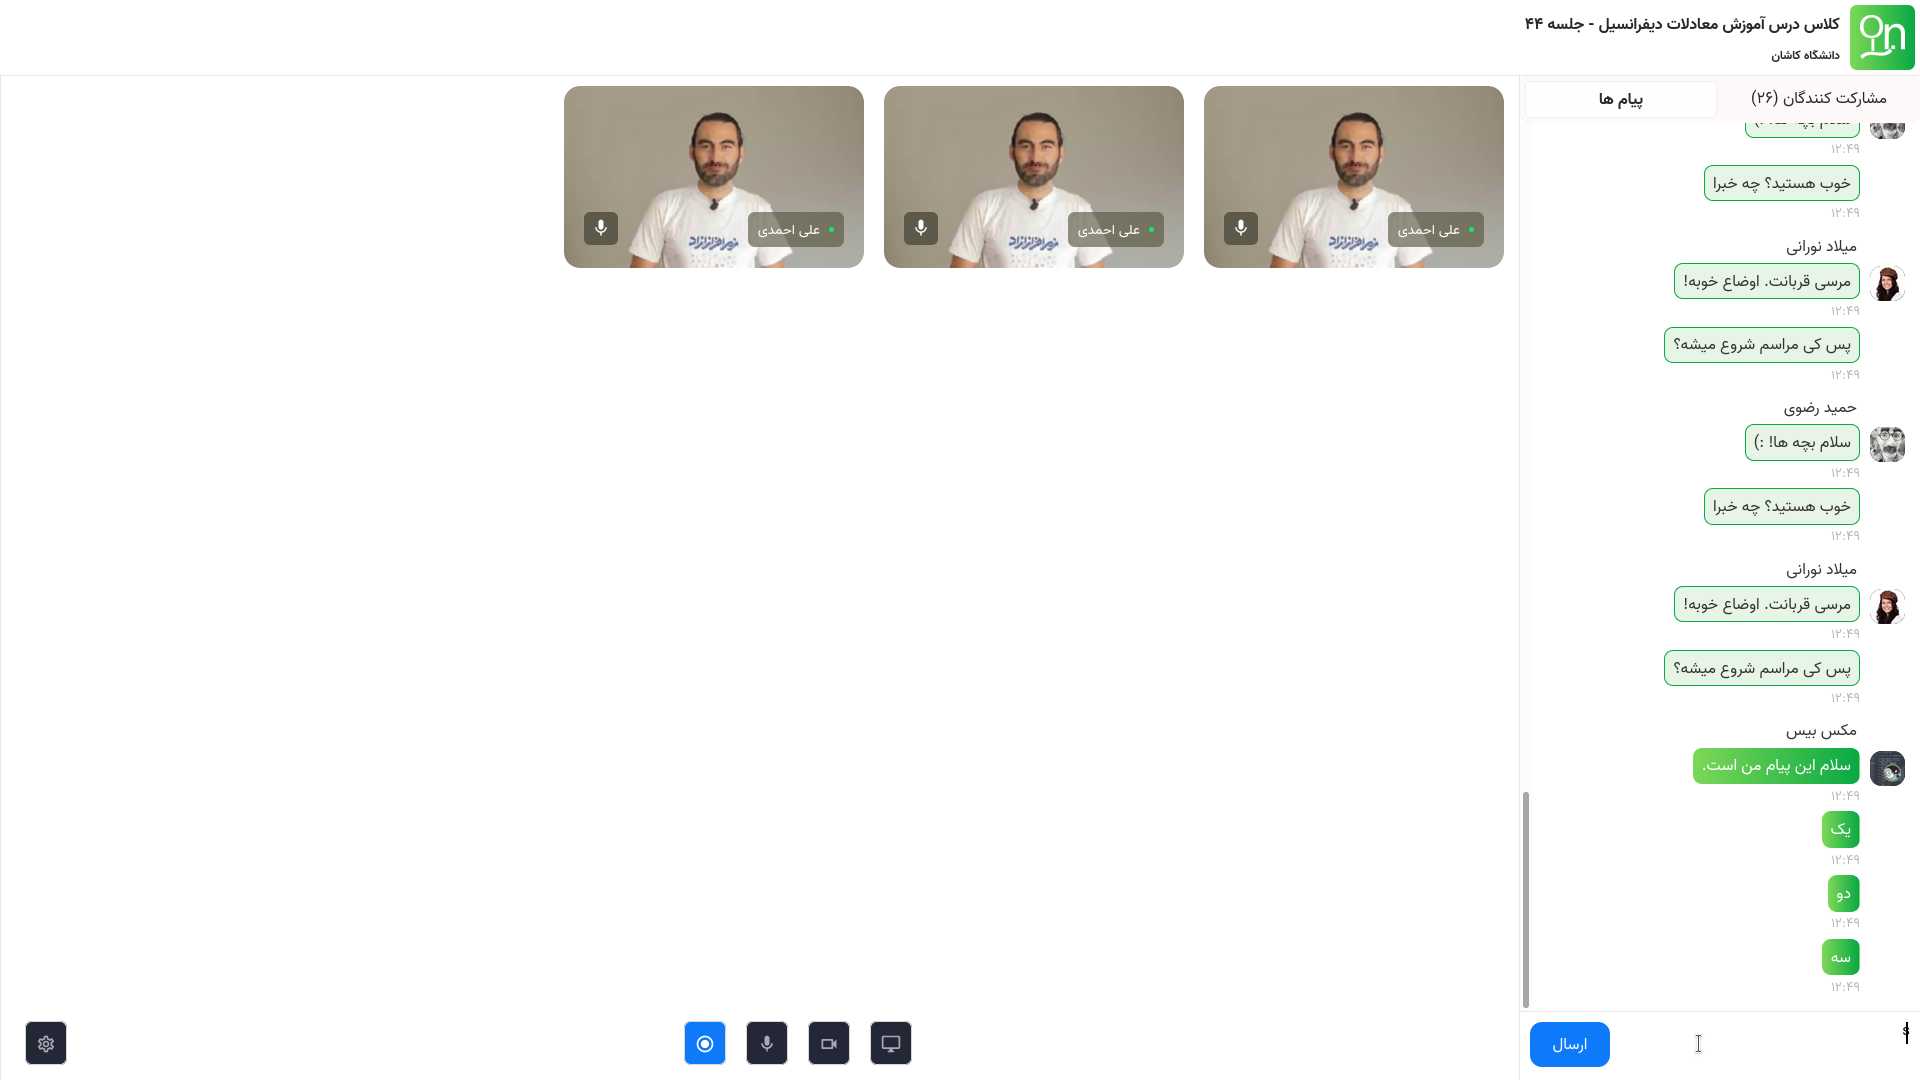 کلاس درس آموزش معادلات دیفرانسیل - جلسه ۴۴
دانشگاه کاشان
مشارکت کنندگان (۲۶)
پیام ها
۱۲:۴۹
خوب هستید؟ چه خبرا
۱۲:۴۹
میلاد نورانی
مرسی قربانت. اوضاع خوبه!
۱۲:۴۹
پس کی مراسم شروع میشه؟
۱۲:۴۹
حمید رضوی
سلام بچه ها! :)
۱۲:۴۹
خوب هستید؟ چه خبرا
۱۲:۴۹
میلاد نورانی
مرسی قربانت. اوضاع خوبه!
۱۲:۴۹
پس کی مراسم شروع میشه؟
۱۲:۴۹
مکس بیس
سلام این پیام من است.
۱۲:۴۹
یک
۱۲:۴۹
دو
۱۲:۴۹
سه
۱۲:۴۹
ارسال
علی احمدی
علی احمدی
علی احمدی